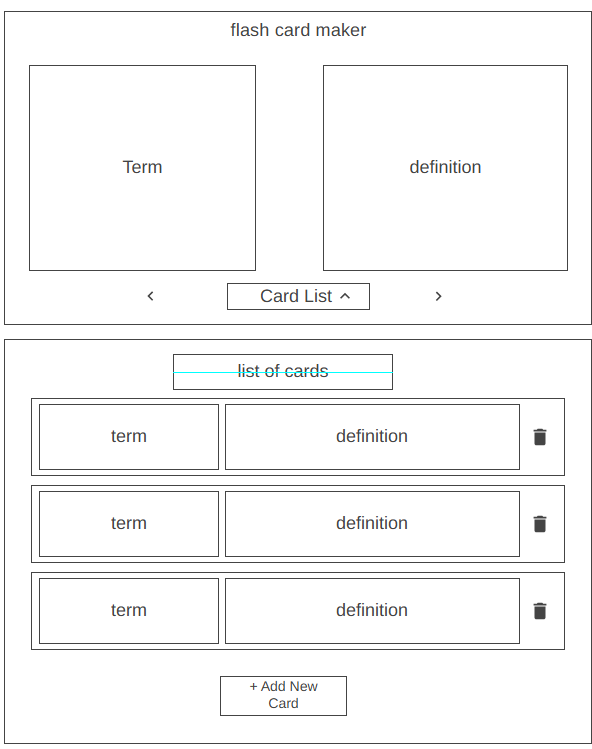 flash card maker
Term
definition
Card List
list of cards
term
definition
term
definition
term
definition
+ Add New
Card